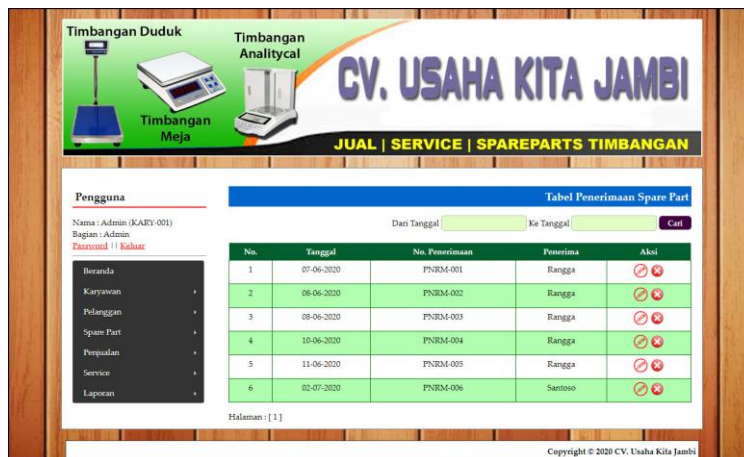 Timbangan Duduk
Timbangan
Analitycal
Timbangan
Meja
CV. USAHA KITA JAMBI
JUAL | SERVICE | SPAREPARTS TIMBANGAN
Pengguna
Nama : Admin (KARY-001)
Bagian : Admin
Password | | Keluar
Beranda
Karyawan
Pelanggan
Spare Part
Penjualan
Service
Laporan
Tabel Penerimaan Spare Part
Dari Tanggal Ke Tanggal Cari
No. Tanggal No. Penerimaan Penerima Aksi
1 07-06-2020 PNRM-001 Rangga
2 08-06-2020 PNRM-002 Rangga
3 08-06-2020 PNRM-003 Rangga
4 10-06-2020 PNRM-004 Rangga
5 11-06-2020 PNRM-005 Rangga
6 02-07-2020 PNRM-006 Santoso
Halaman : [ 1 ]
Copyright © 2020 CV. Usaha Kita Jambi